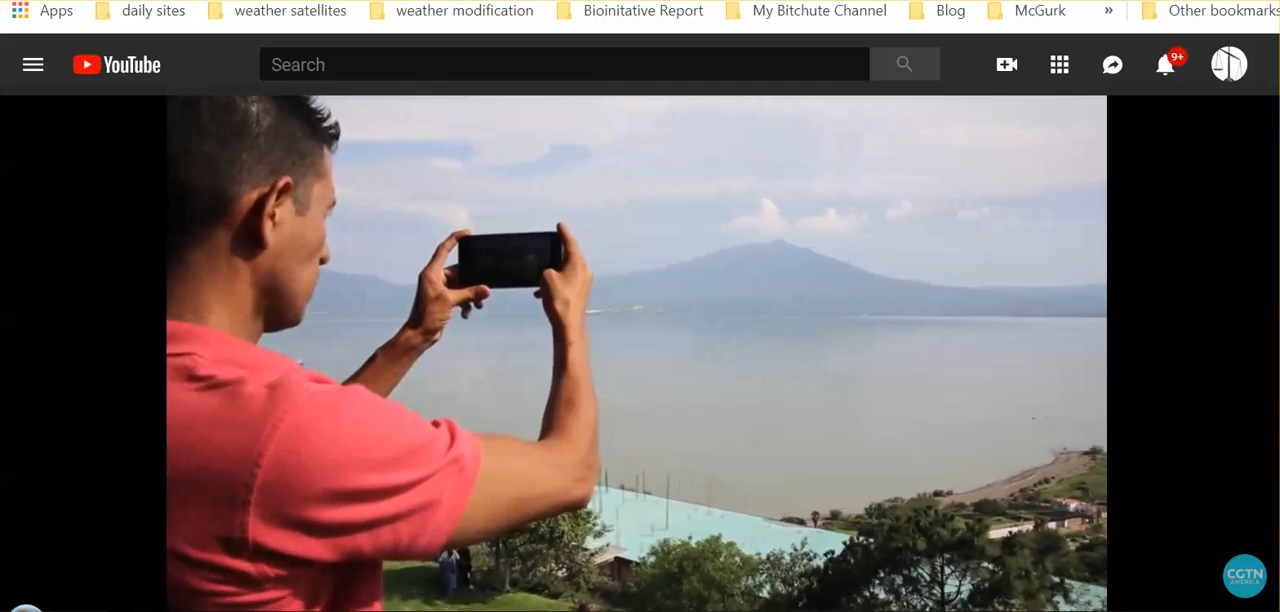 Apps daily sites weather satellites weather modification Bioinitative Report My Bitchute Channel Blog McGurk » Other bookmarks
YouTube Search 9+
CGTN
AMERICA